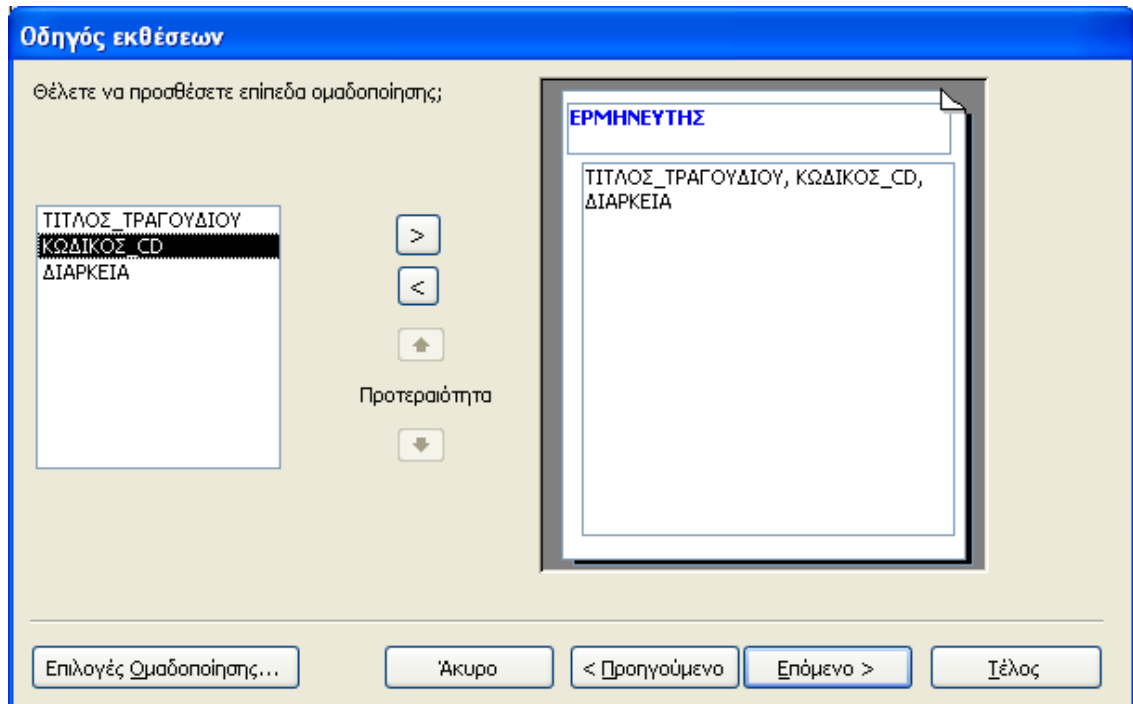 Οδηγός εκθέσεων
Θέλετε να προσθέσετε επίπεδα ομαδοποίησης;
ΤΙΤΛΟΣ_ΤΡΑΓΟΥΔΙΟΥ
ΚΩΔΙΚΟΣ_CD
ΔΙΑΡΚΕΙΑ
>
<
Προτεραιότητα
ΕΡΜΗΝΕΥΤΗΣ
ΤΙΤΛΟΣ_ΤΡΑΓΟΥΔΙΟΥ, ΚΩΔΙΚΟΣ_CD,
ΔΙΑΡΚΕΙΑ
Επιλογές Ομαδοποίησης...
Άκυρο
< Προηγούμενο
Επόμενο >
Τέλος